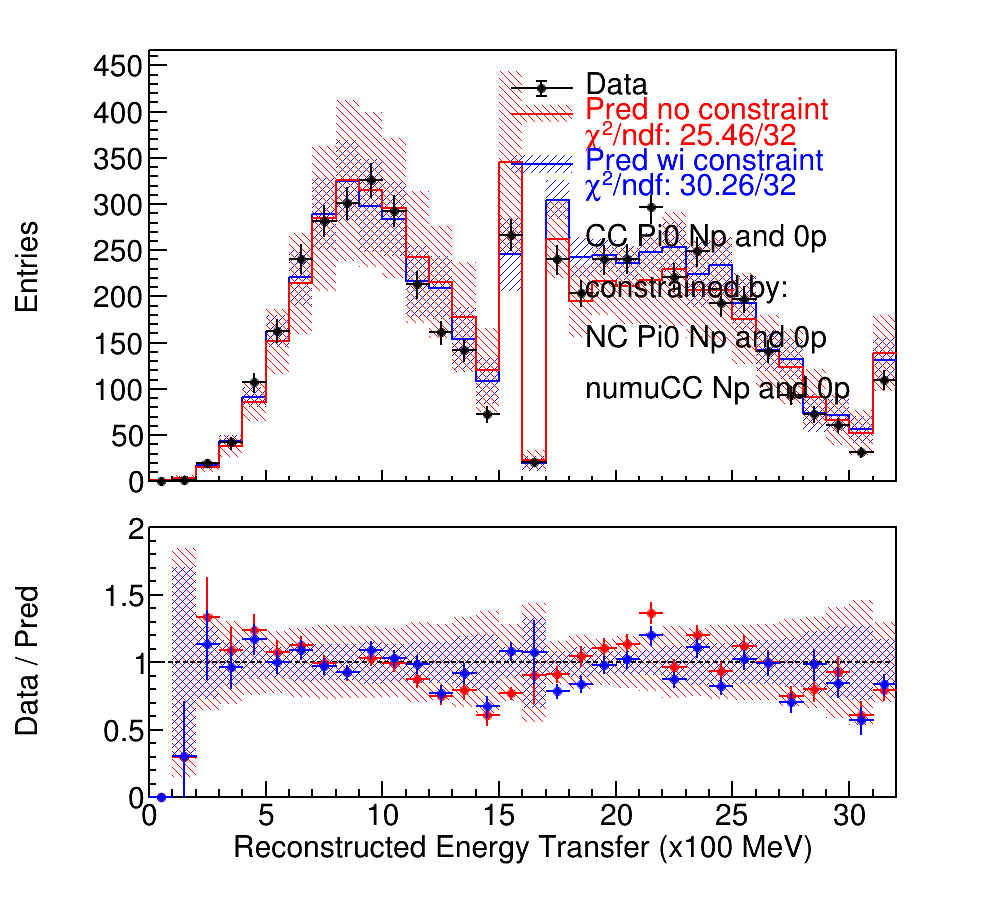 450
400
350
300
250
200
150
100
50
0
Entries
Data
Pred no constraint
χ²/ndf: 25.46/32
Pred wi constraint
χ²/ndf: 30.26/32
CC Pi0 Np and 0p
constrained by:
NC Pi0 Np and 0p
numuCC Np and 0p
2
1.5
1
0.5
0
Data / Pred
0 5 10 15 20 25 30
Reconstructed Energy Transfer (x100 MeV)